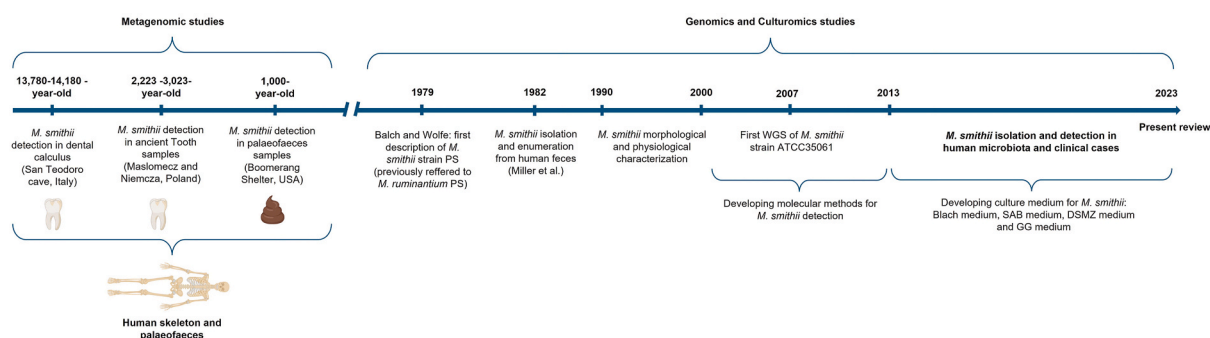 Metagenomic studies
Genomics and Culturomics studies
13,780-14,180 -
year-old
2,223 -3,023-
year-old
1,000-
year-old
1979
1982
1990
2000
2007
2013
2023
M. smithii
detection in dental
calculus
(San Teodoro
cave, Italy)
M. smithii detection
in ancient Tooth
samples
(Maslomecz and
Niemcza, Poland)
M. smithii detection
in palaeofaeces
samples
(Boomerang
Shelter, USA)
Balch and Wolfe: first
description of M.
smithii strain PS
(previously reffered to
M. ruminantium PS)
M. smithii isolation
and enumeration
from human feces
(Miller et al.)
M. smithii morphological
and physiological
characterization
First WGS of M. smithii
strain ATCC35061
M. smithii isolation and detection in
human microbiota and clinical cases
Present review
Developing molecular methods for
M. smithii detection
Developing culture medium for M. smithii:
Blach medium, SAB medium, DSMZ medium
and GG medium
Human skeleton and
palaeofaeces